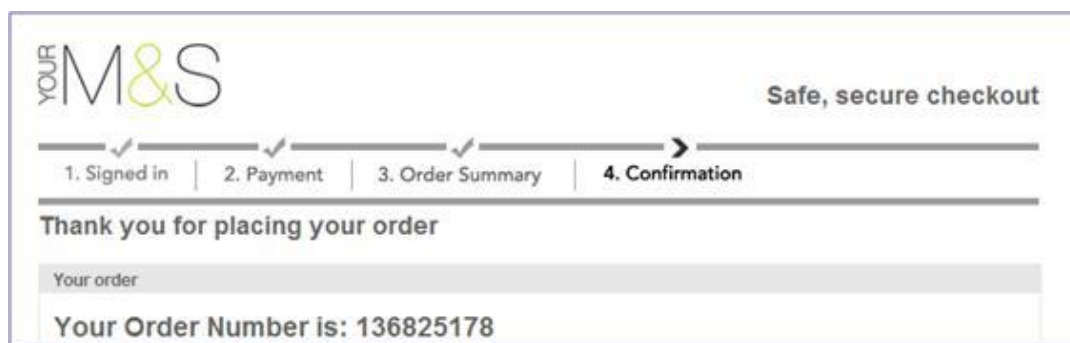 YOUR M&S
Safe, secure checkout
1. Signed in 2. Payment 3. Order Summary 4. Confirmation
Thank you for placing your order
Your order
Your Order Number is: 136825178